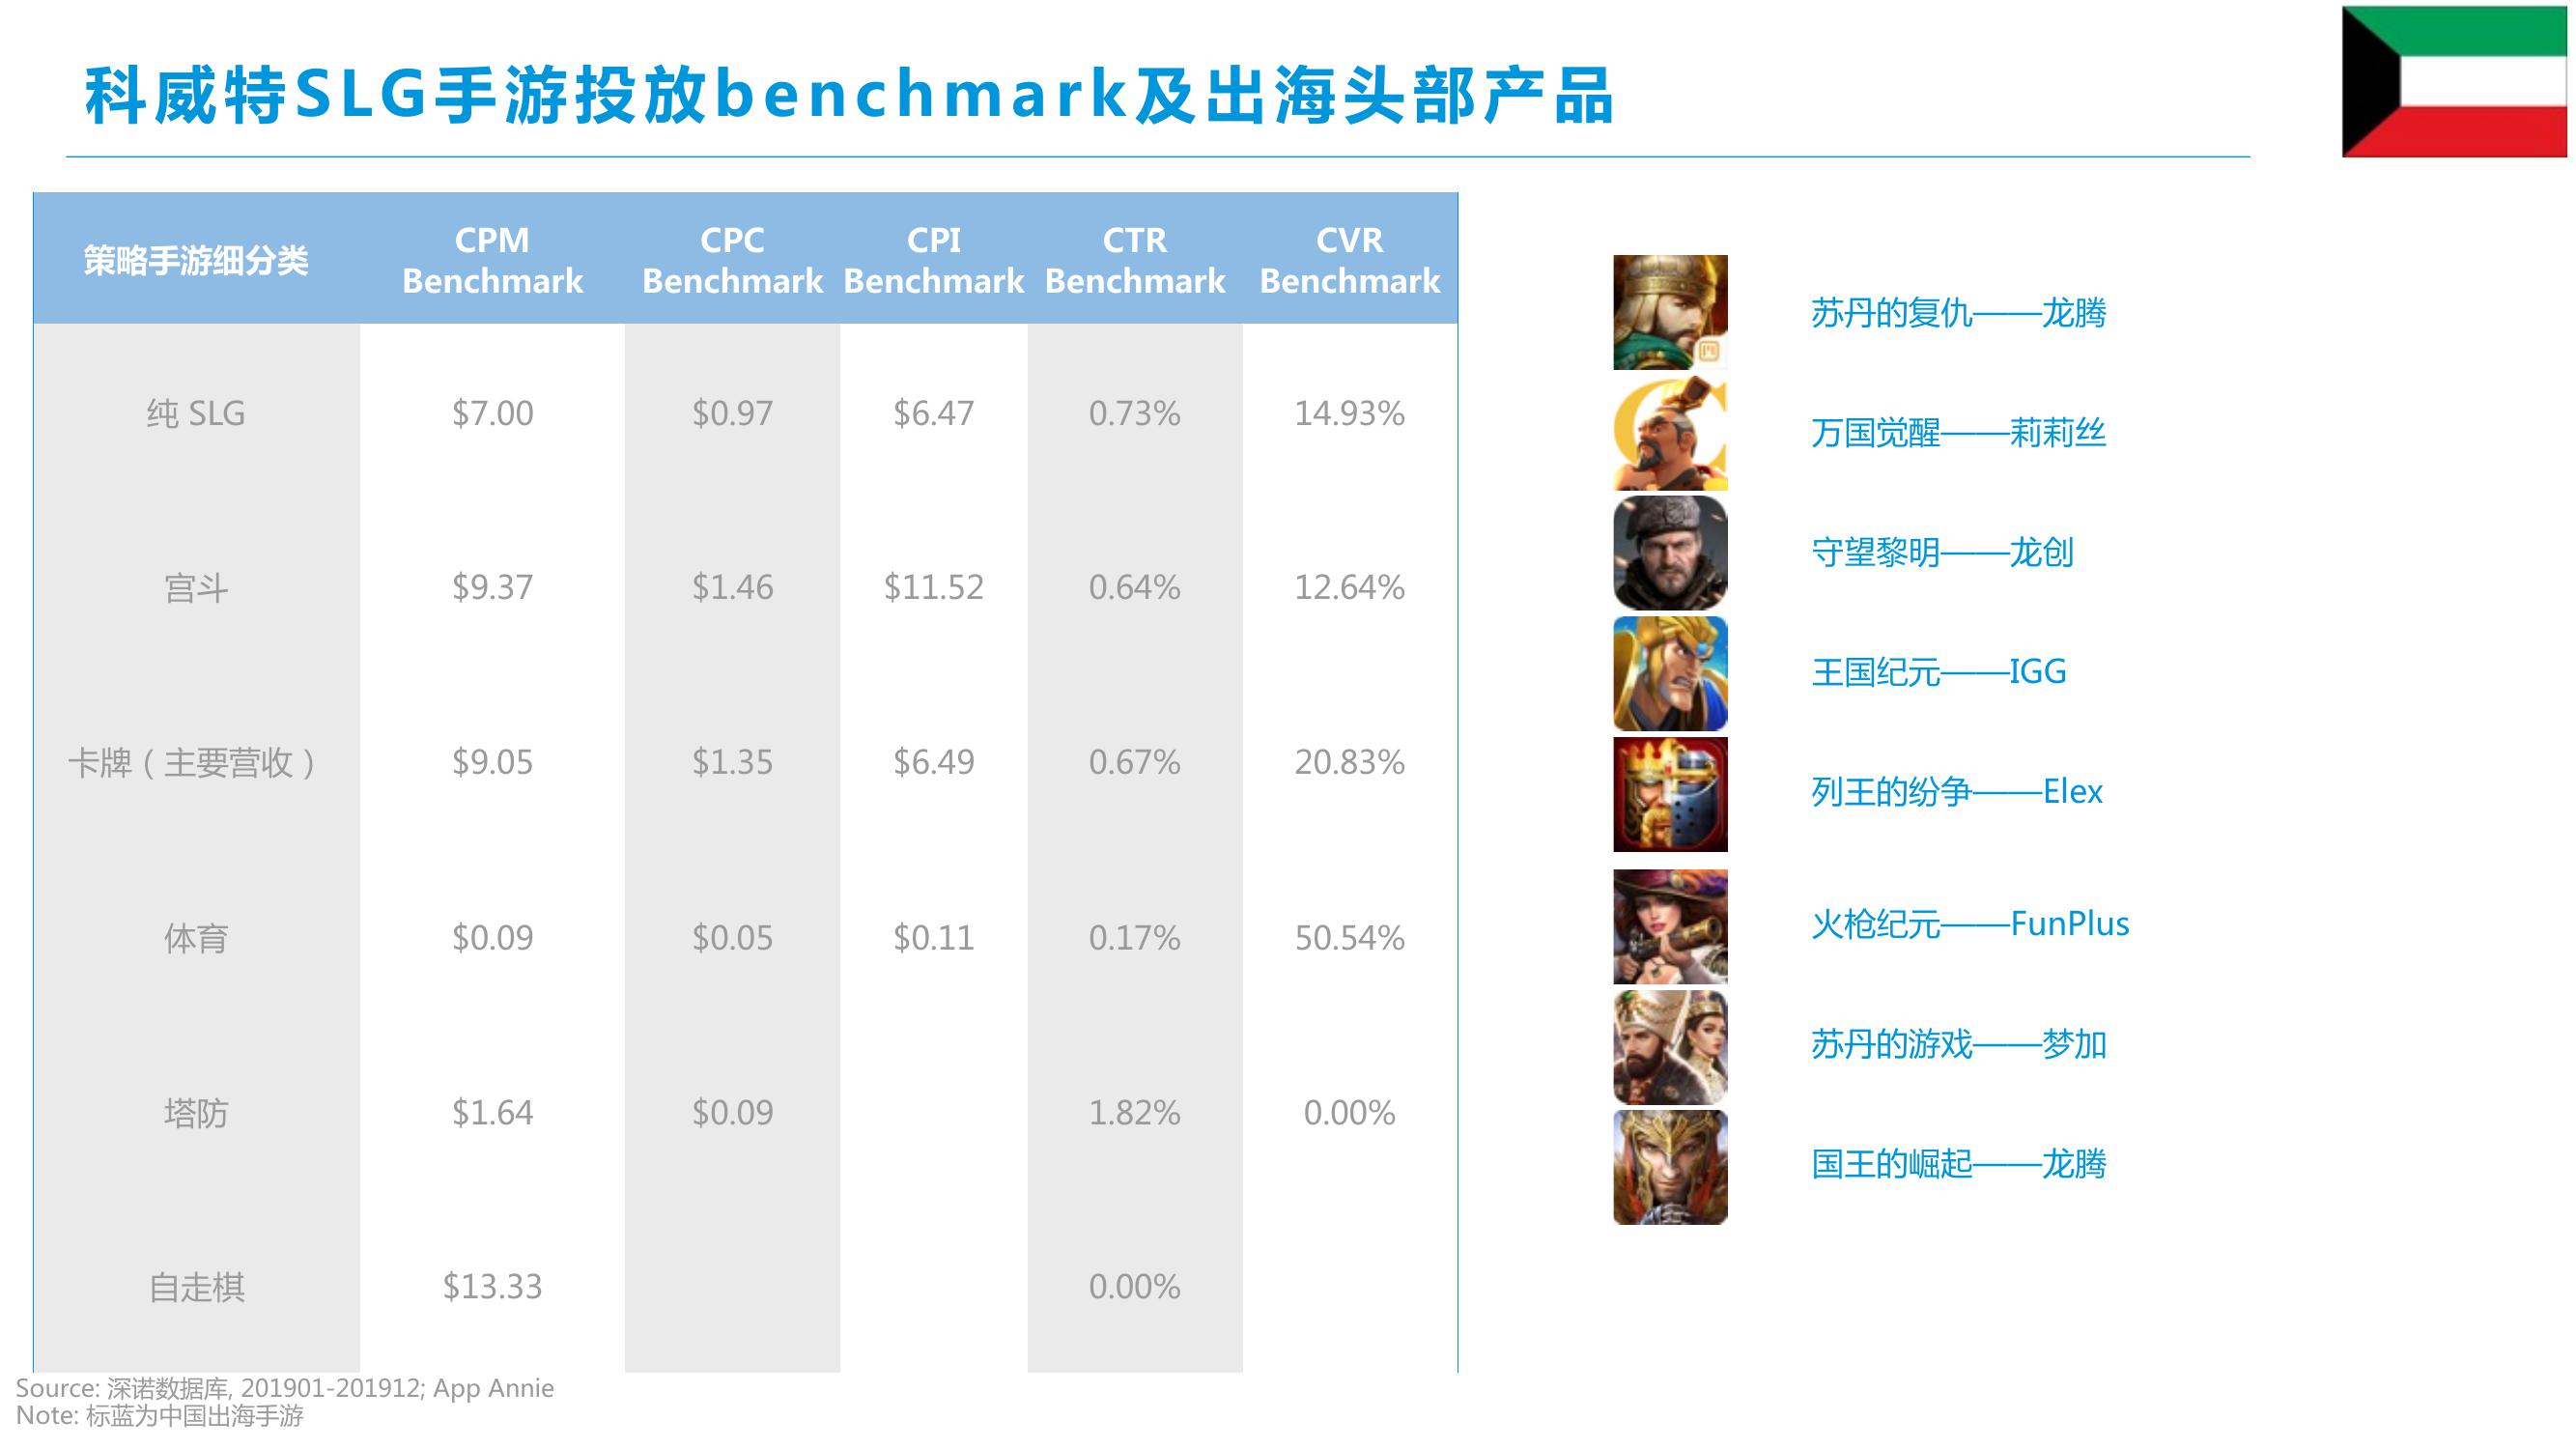 科威特SLG手游投放benchmark及出海头部产品
策略手游细分类 CPM Benchmark CPC Benchmark CPI Benchmark CTR Benchmark CVR Benchmark
纯 SLG $7.00 $0.97 $6.47 0.73% 14.93%
宫斗 $9.37 $1.46 $11.52 0.64% 12.64%
卡牌（主要营收） $9.05 $1.35 $6.49 0.67% 20.83%
体育 $0.09 $0.05 $0.11 0.17% 50.54%
塔防 $1.64 $0.09 1.82% 0.00%
自走棋 $13.33 0.00%
苏丹的复仇——龙腾
万国觉醒——莉莉丝
守望黎明——龙创
王国纪元——IGG
列王的纷争——Elex
火枪纪元——FunPlus
苏丹的游戏——梦加
国王的崛起——龙腾
Source: 深诺数据库, 201901-201912; App Annie
Note: 标蓝为中国出海手游